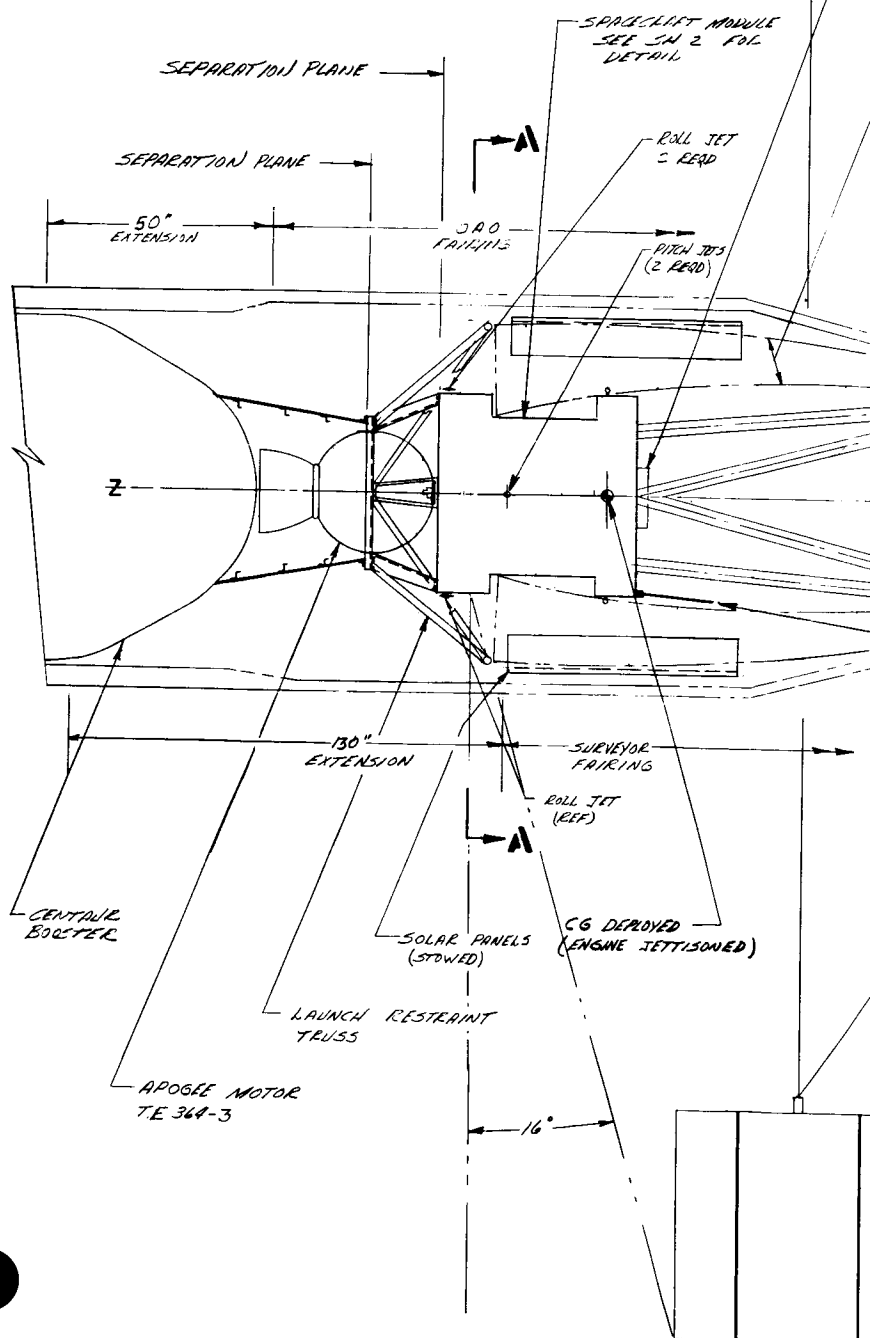 SPACECRAFT MODULE
SEE SH 2 FOR
DETAIL
SEPARATION PLANE
A
ROLL JET
2 REQD
SEPARATION PLANE
50"
EXTENSION
OAO
FAIRING
PITCH JETS
(2 REQD)
Z
130"
EXTENSION
SURVEYOR
FAIRING
ROLL JET
(REF)
A
CENTAUR
BOOSTER
SOLAR PANELS
(STOWED)
CG DEPLOYED
(ENGINE JETTISONED)
LAUNCH RESTRAINT
TRUSS
APOGEE MOTOR
TE 364-3
16°